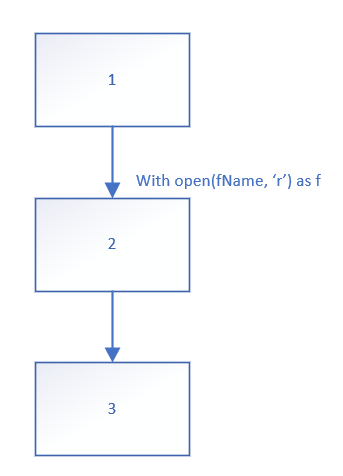 1
With open(fName, ‘r’) as f
2
3